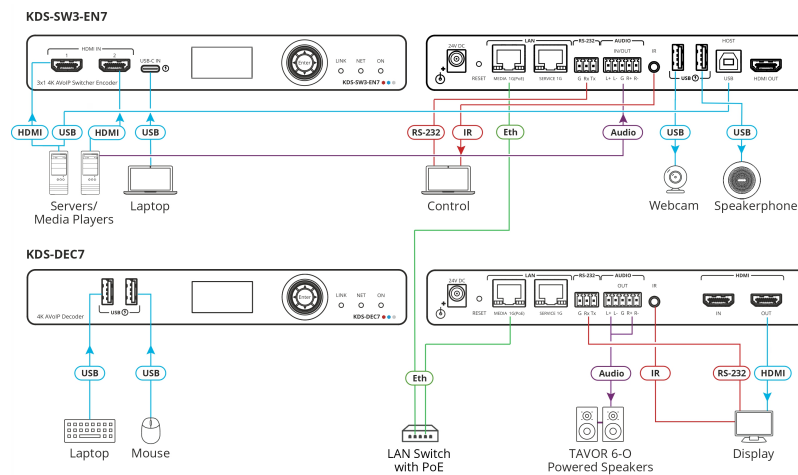 KDS-SW3-EN7
HDMI IN
1
2
USB-C IN
Enter
LINK
NET
ON
3x1 4K AVoIP Switcher Encoder
KDS-SW3-EN7
24V DC
RESET
LAN
MEDIA 1G(PoE)
SERVICE 1G
RS-232
G Rx Tx
AUDIO
IN/OUT
L+ L- G R+ R-
IR
USB
HOST
USB
HDMI OUT
HDMI
USB
HDMI
USB
RS-232
IR
Eth
Audio
USB
USB
Servers/
Media Players
Laptop
Control
Webcam
Speakerphone
KDS-DEC7
USB
Enter
LINK
NET
ON
4K AVoIP Decoder
KDS-DEC7
24V DC
RESET
LAN
MEDIA 1G(PoE)
SERVICE 1G
RS-232
G Rx Tx
AUDIO
OUT
L+ L- G R+ R-
IR
HDMI
IN
OUT
USB
USB
Eth
Audio
IR
RS-232
HDMI
Laptop
Mouse
LAN Switch
with PoE
TAVOR 6-O
Powered Speakers
Display